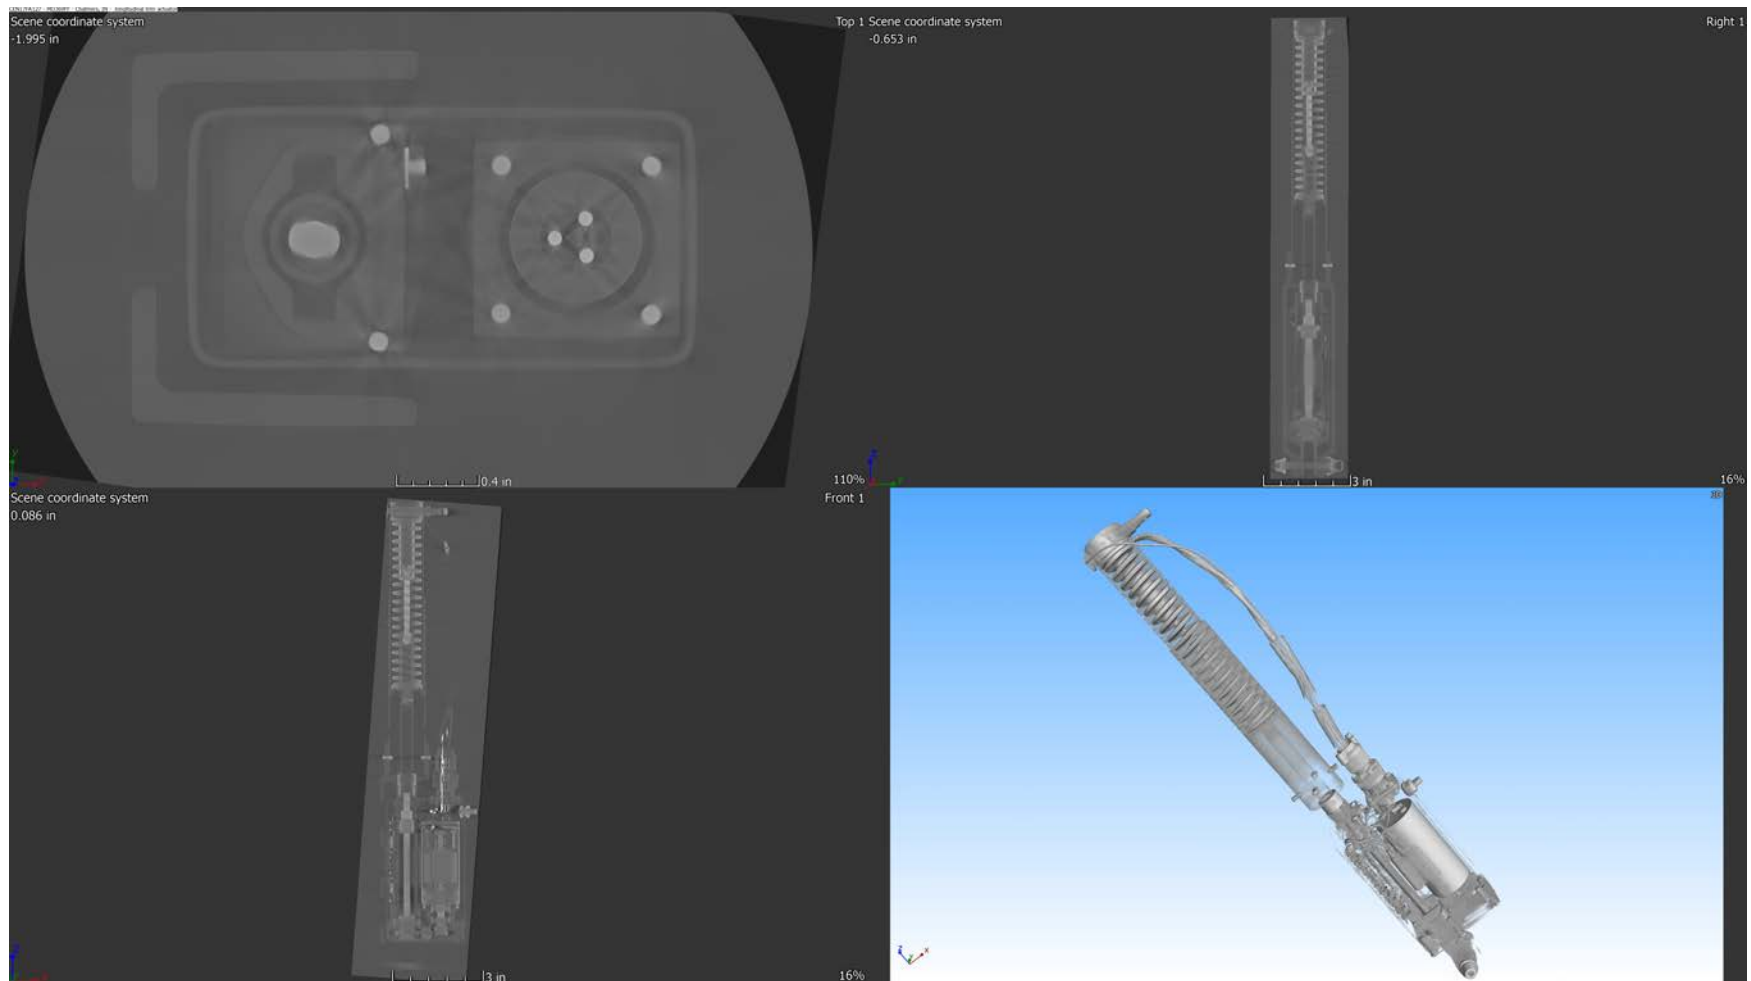 Scene coordinate system
-1.995 in
Top 1
0.4 in
110%
Scene coordinate system
-0.653 in
Right 1
3 in
16%
Scene coordinate system
0.086 in
Front 1
3 in
16%
3D